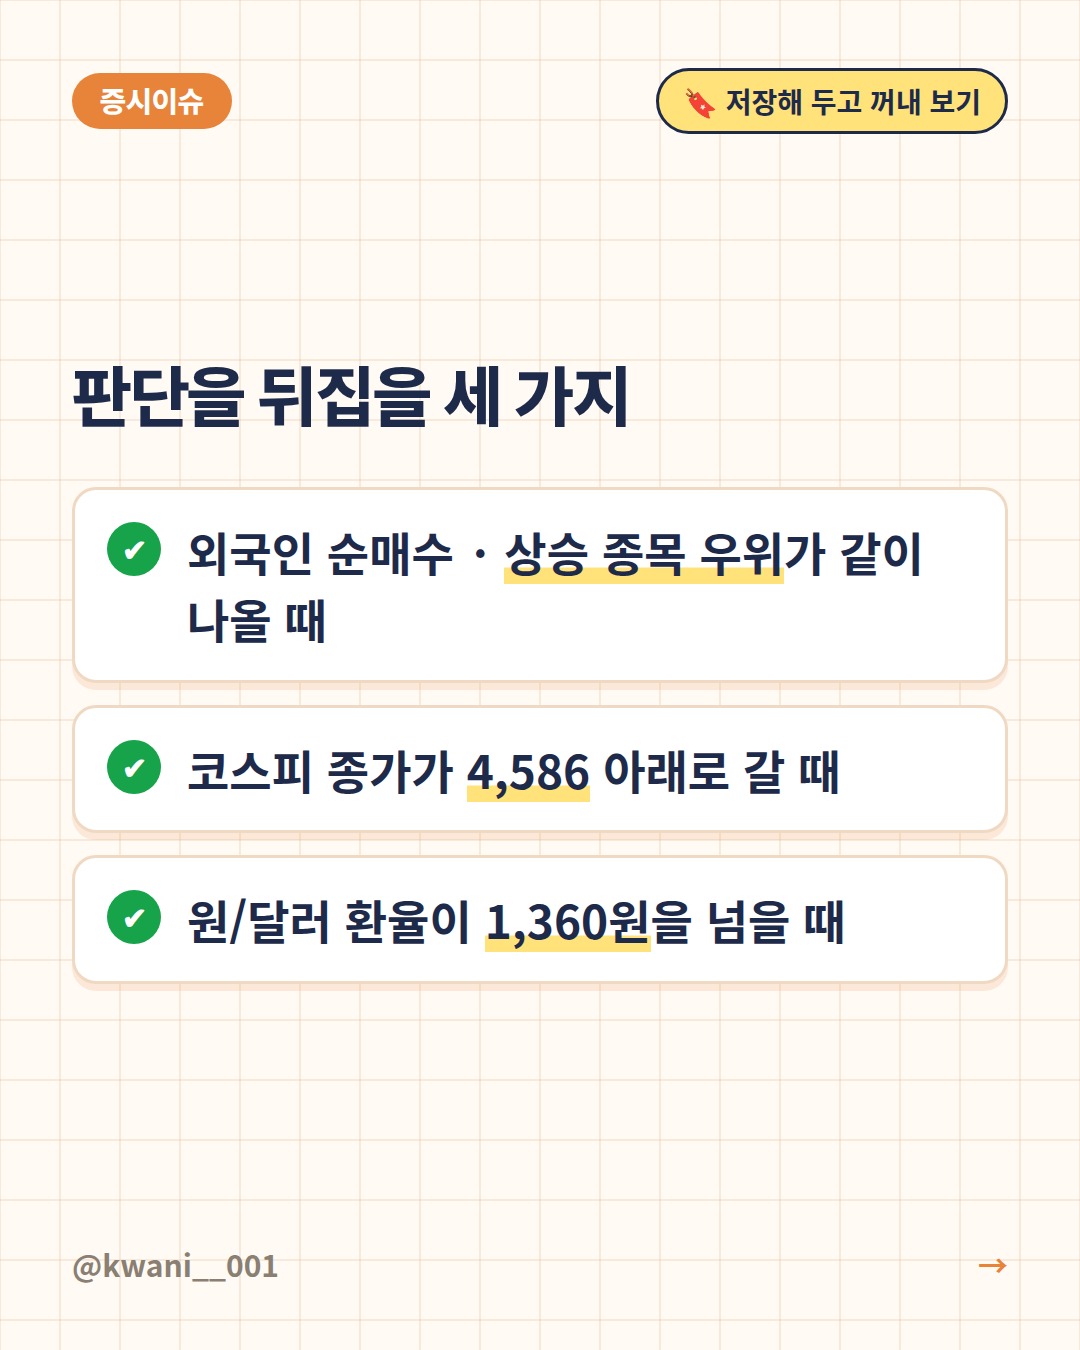 증시이슈
🔖 저장해 두고 꺼내 보기
판단을 뒤집을 세 가지
✔ 외국인 순매수 · 상승 종목 우위가 같이
나올 때
✔ 코스피 종가가 4,586 아래로 갈 때
✔ 원/달러 환율이 1,360원을 넘을 때
@kwani__001 →